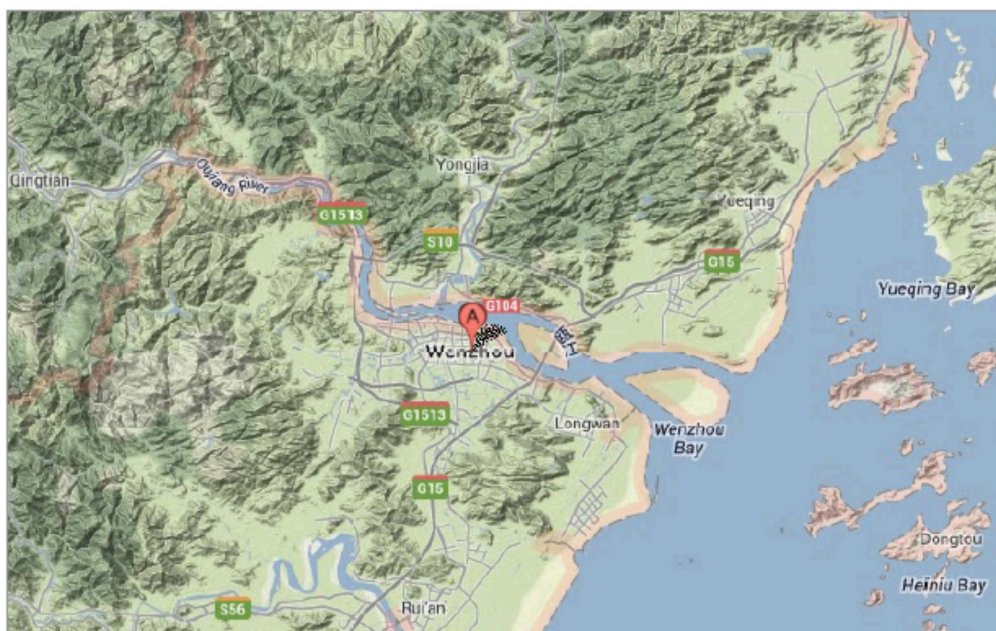 Yongjia
Qingtian
Ou
River
G1513
Yueqing
S10
G15
Yueqing Bay
G104
A
Wenzhou
G1513
Longwan
Wenzhou
Bay
G15
Dongtou
Heiniu Bay
S56
Rui'an